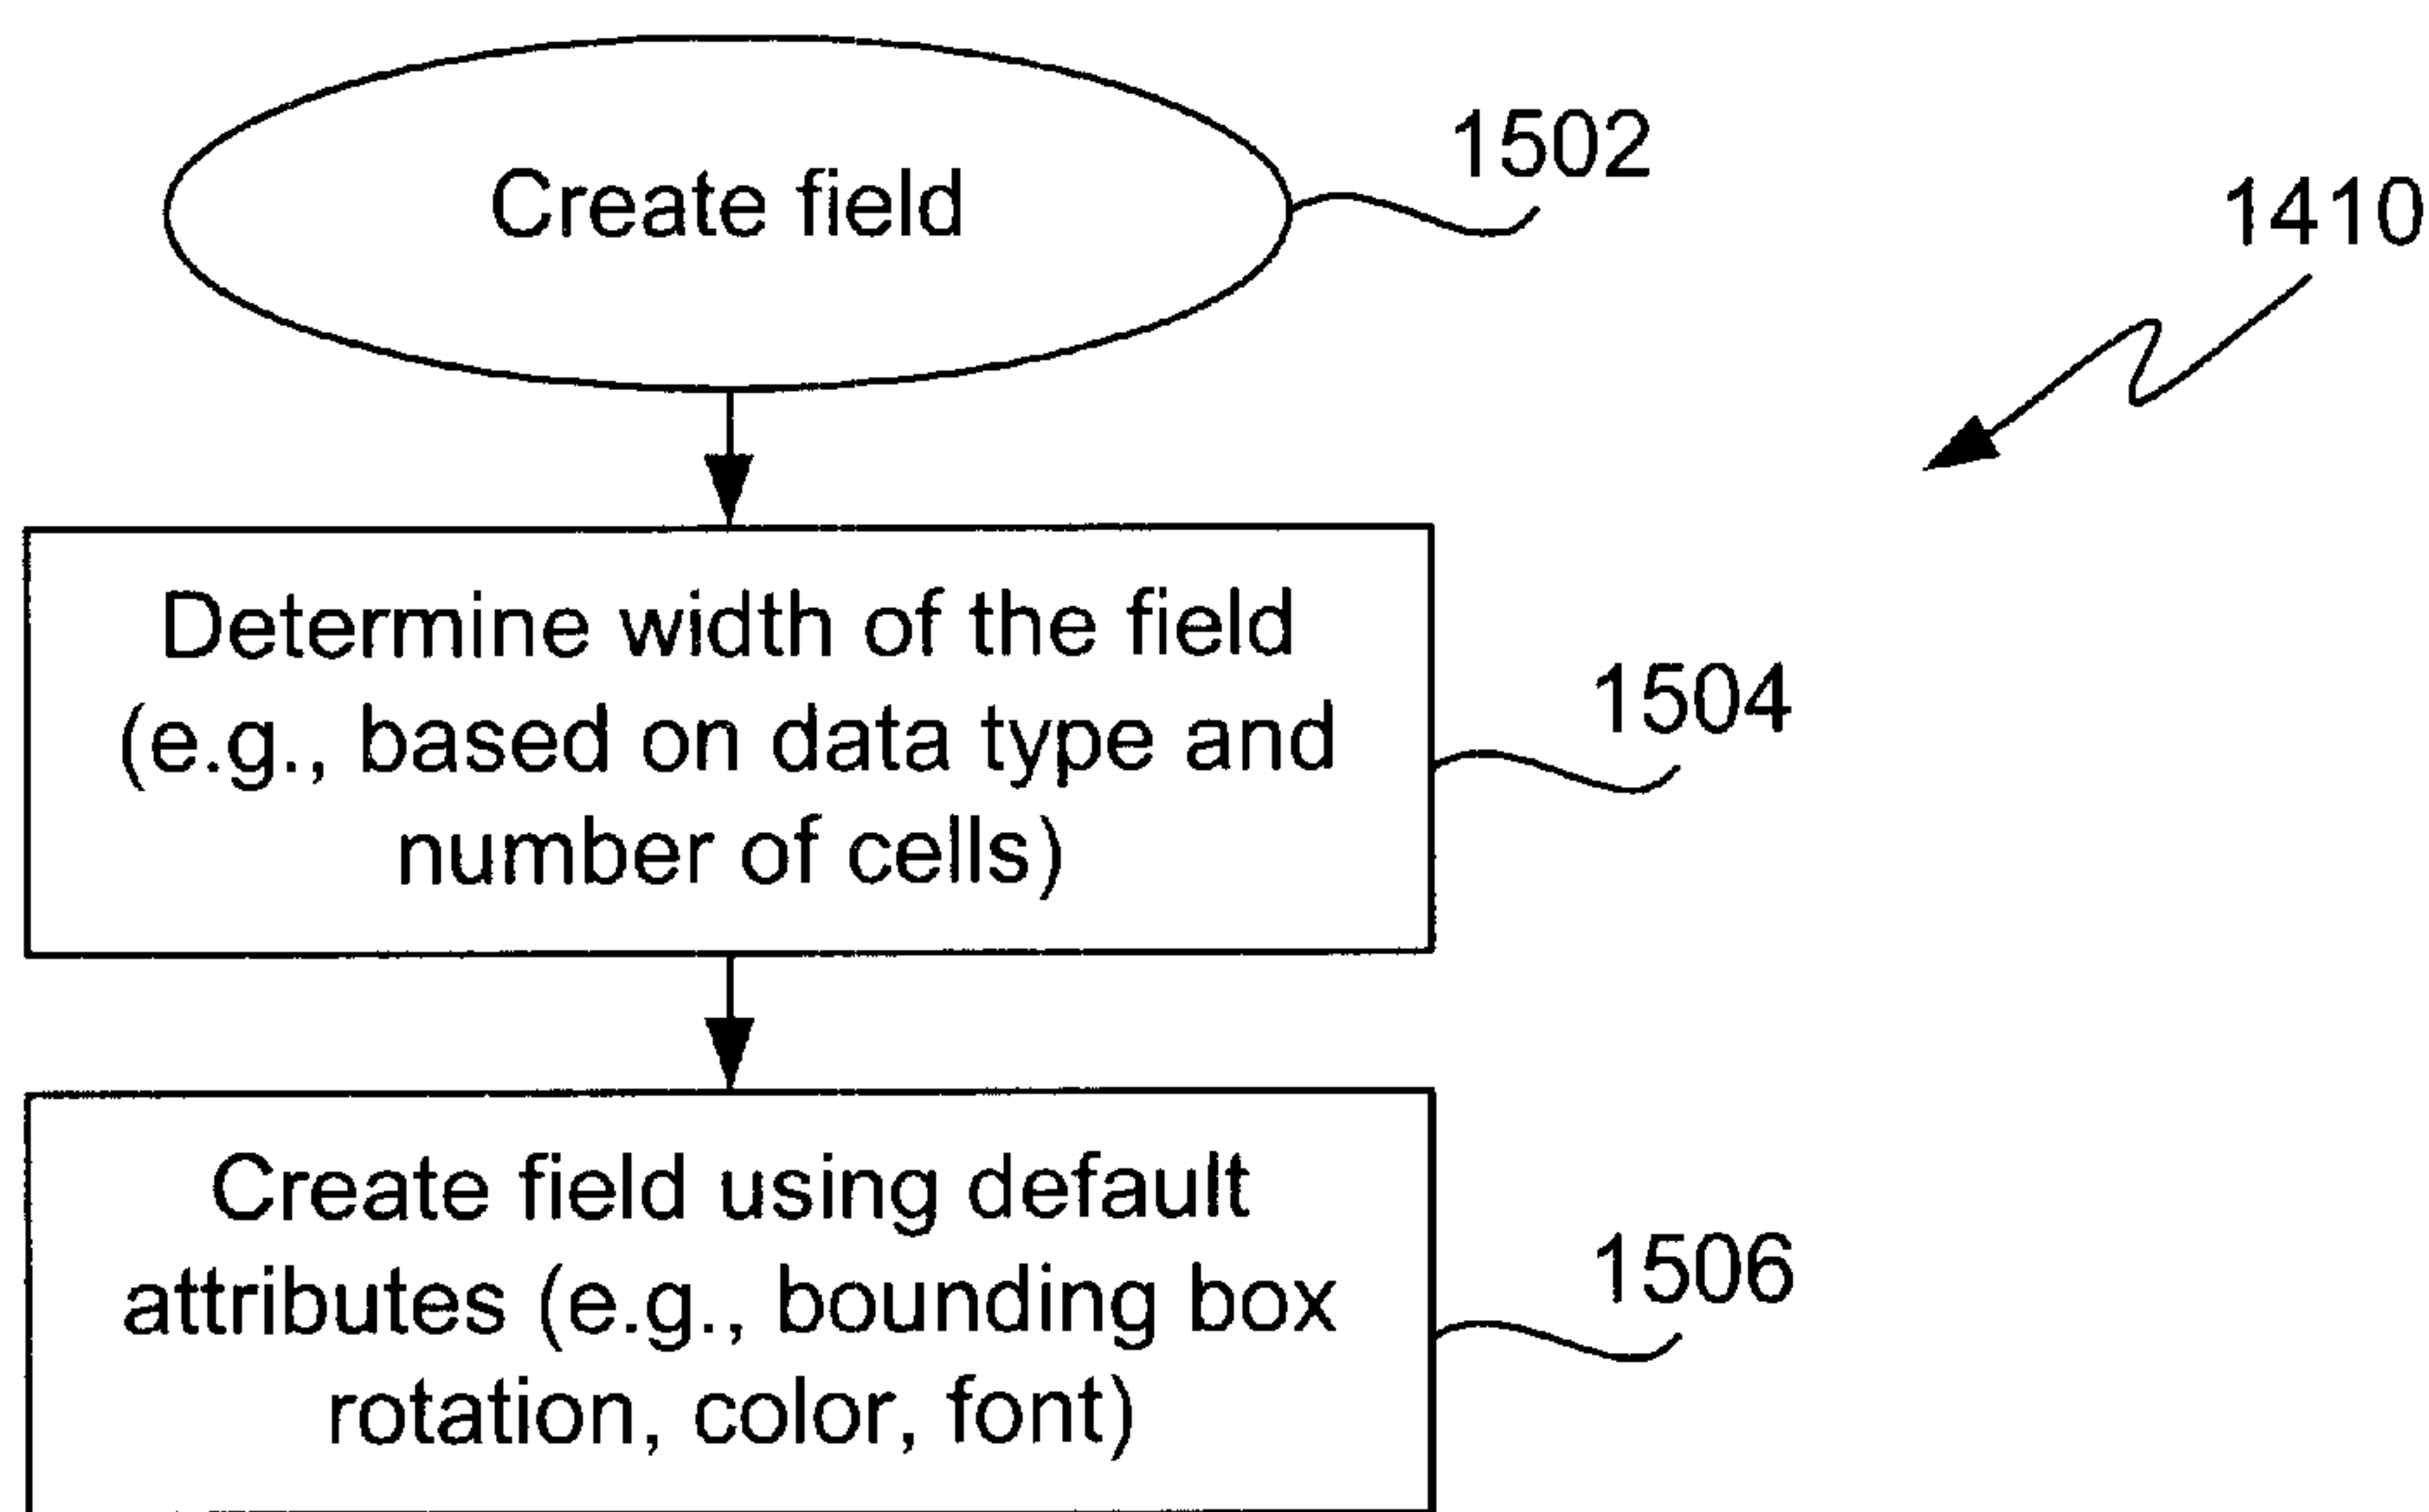 Create field
1502
1410
Determine width of the field
(e.g., based on data type and
number of cells)
1504
Create field using default
attributes (e.g., bounding box
rotation, color, font)
1506